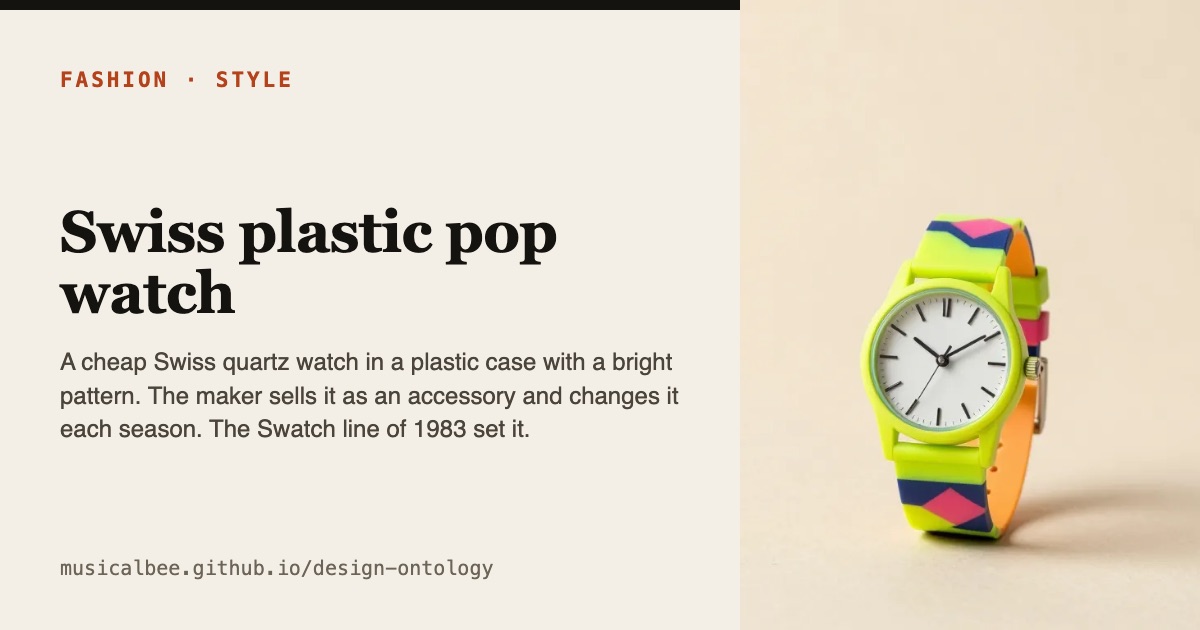 FASHION · STYLE
Swiss plastic pop
watch
A cheap Swiss quartz watch in a plastic case with a bright
pattern. The maker sells it as an accessory and changes it
each season. The Swatch line of 1983 set it.
musicalbee.github.io/design-ontology